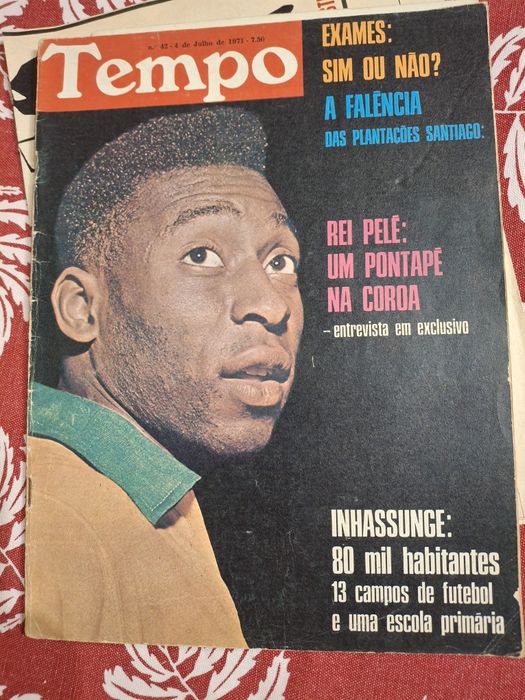 n.º 42 - 4 de Julho de 1971 - 7.50
Tempo
EXAMES:
SIM OU NÃO?
A FALÊNCIA
DAS PLANTAÇÕES SANTIAGO:
REI PELÉ:
UM PONTAPÉ
NA COROA
— entrevista em exclusivo
INHASSUNGE:
80 mil habitantes
13 campos de futebol
e uma escola primária